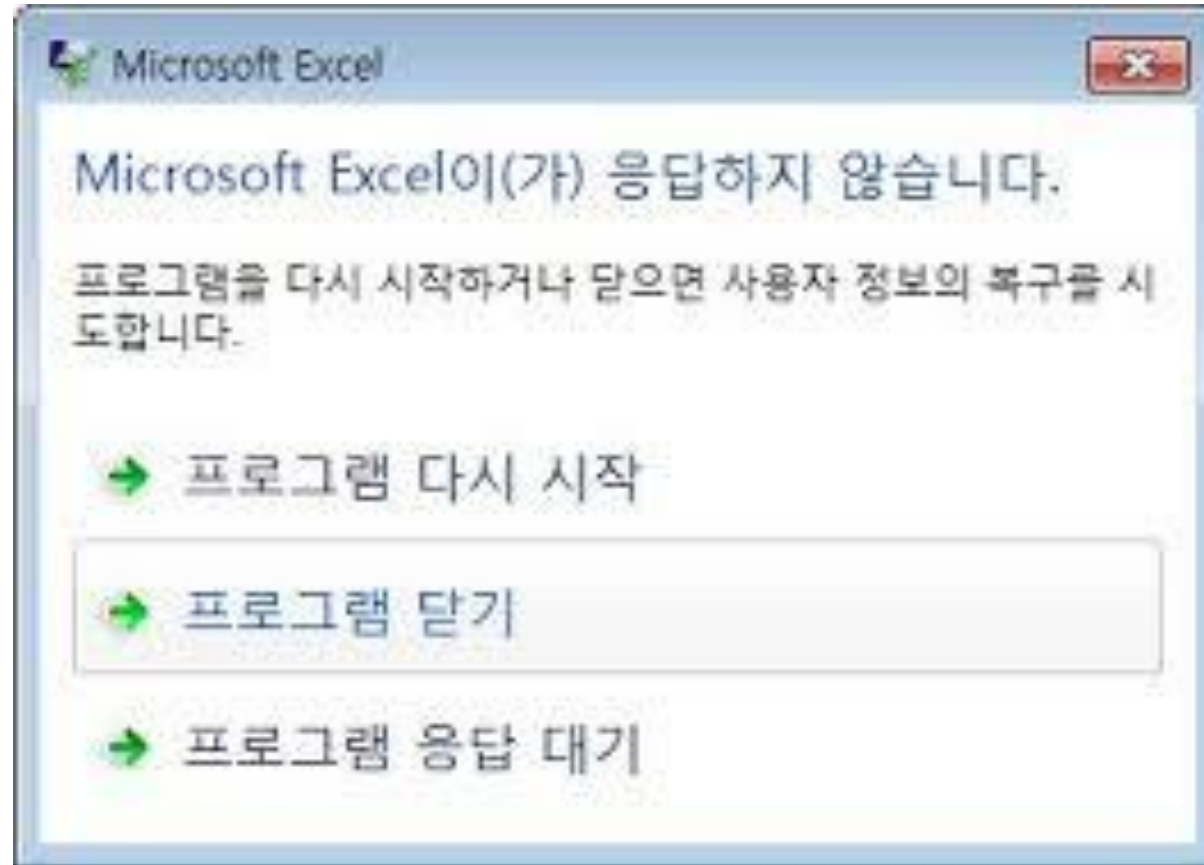 Microsoft Excel
Microsoft Excel이(가) 응답하지 않습니다.
프로그램을 다시 시작하거나 닫으면 사용자 정보의 복구를 시
도합니다.
프로그램 다시 시작
프로그램 닫기
프로그램 응답 대기